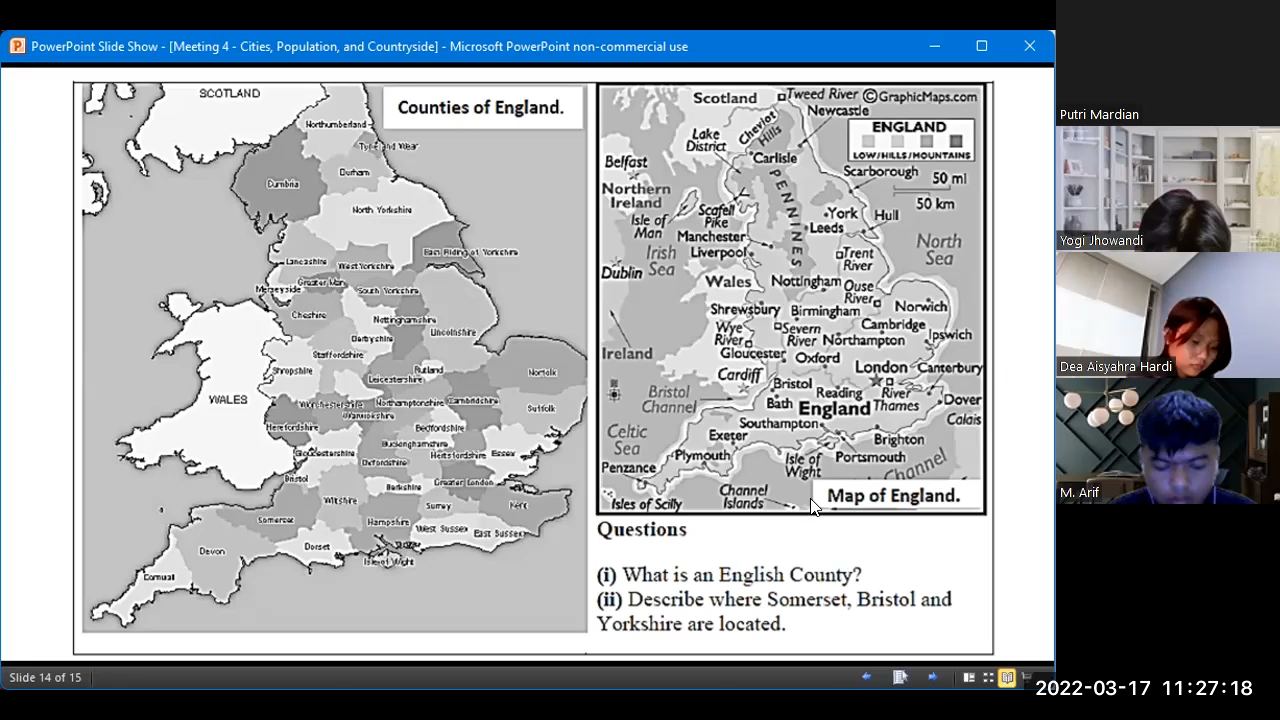 PowerPoint Slide Show - [Meeting 4 - Cities, Population, and Countryside] - Microsoft PowerPoint non-commercial use
SCOTLAND
Counties of England.
Northumberland
Tyne and Wear
Durham
North Yorkshire
East Riding of Yorkshire
Lancashire
West Yorkshire
Greater Man
Merseyside
South Yorkshire
Cheshire
Nottinghamshire
Derbyshire
Lincolnshire
Staffordshire
Shropshire
Rutland
Leicestershire
Norfolk
WALES
Northamptonshire
Suffolk
Herefordshire
Bedfordshire
Gloucestershire
Buckinghamshire
Hertfordshire
Essex
Oxfordshire
Bristol
Berkshire
Greater London
Wiltshire
Surrey
Kent
Somerset
Hampshire
West Sussex
East Sussex
Devon
Dorset
Isle of Wight
Cornwall
Scotland
Tweed River
©GraphicMaps.com
Newcastle
Cheviot
Hills
ENGLAND
LOW/HILLS/MOUNTAINS
Lake
District
Carlisle
Belfast
Scarborough
50 mi
50 km
Northern
Ireland
PENNINES
Isle of
Man
Scafell
Pike
York
Hull
Leeds
Manchester
Irish
Sea
Liverpool
North
Sea
Trent
River
Dublin
Wales
Nottingham
Ouse
River
Shrewsbury
Birmingham
Norwich
Wye
River
Severn
River
Cambridge
Northampton
Ipswich
Ireland
Gloucester
Oxford
Cardiff
London
Canterbury
Bristol
Channel
Bristol
Reading
River
Thames
Bath
England
Dover
Calais
Southampton
Celtic
Sea
Exeter
Brighton
Plymouth
Isle of
Wight
Portsmouth
Penzance
Channel
Isles of Scilly
Channel
Islands
Map of England.
Questions
(i) What is an English County?
(ii) Describe where Somerset, Bristol and
Yorkshire are located.
Slide 14 of 15
Putri Mardian
Yogi Jhowandi
Dea Aisyahra Hardi
M. Arif
2022-03-17 11:27:18